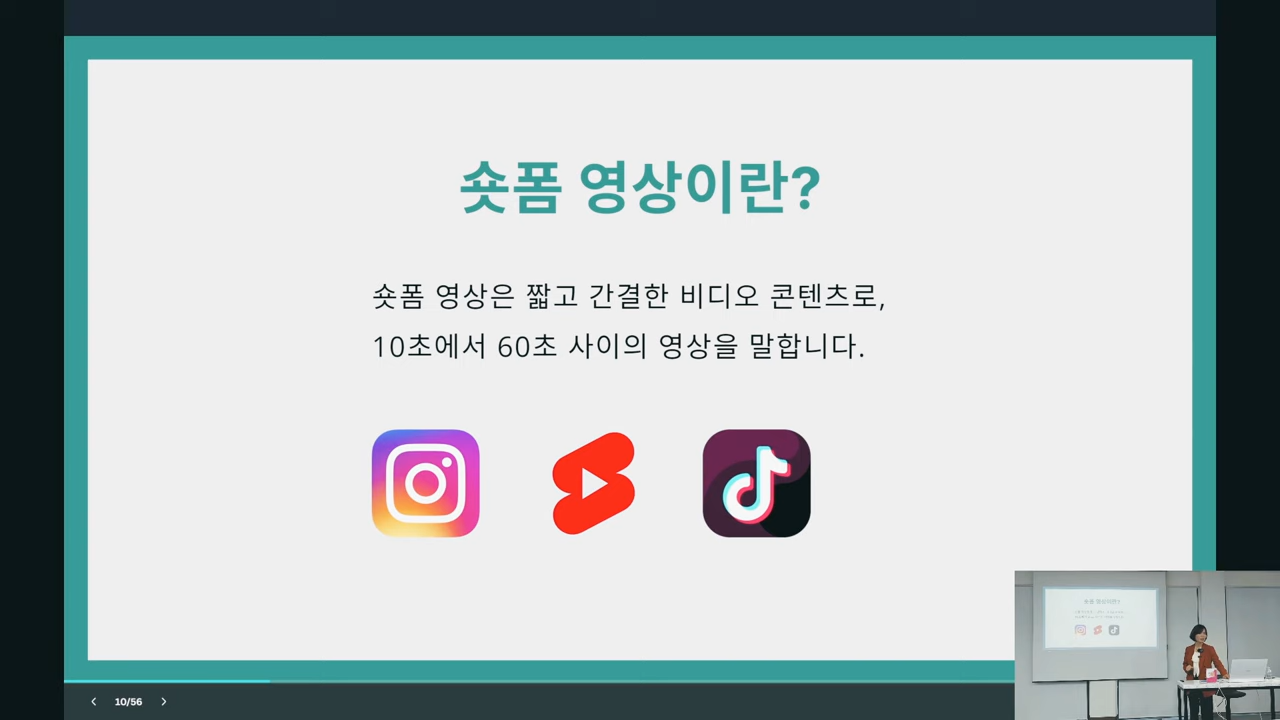 숏폼 영상이란?
숏폼 영상은 짧고 간결한 비디오 콘텐츠로,
10초에서 60초 사이의 영상을 말합니다.
10/56